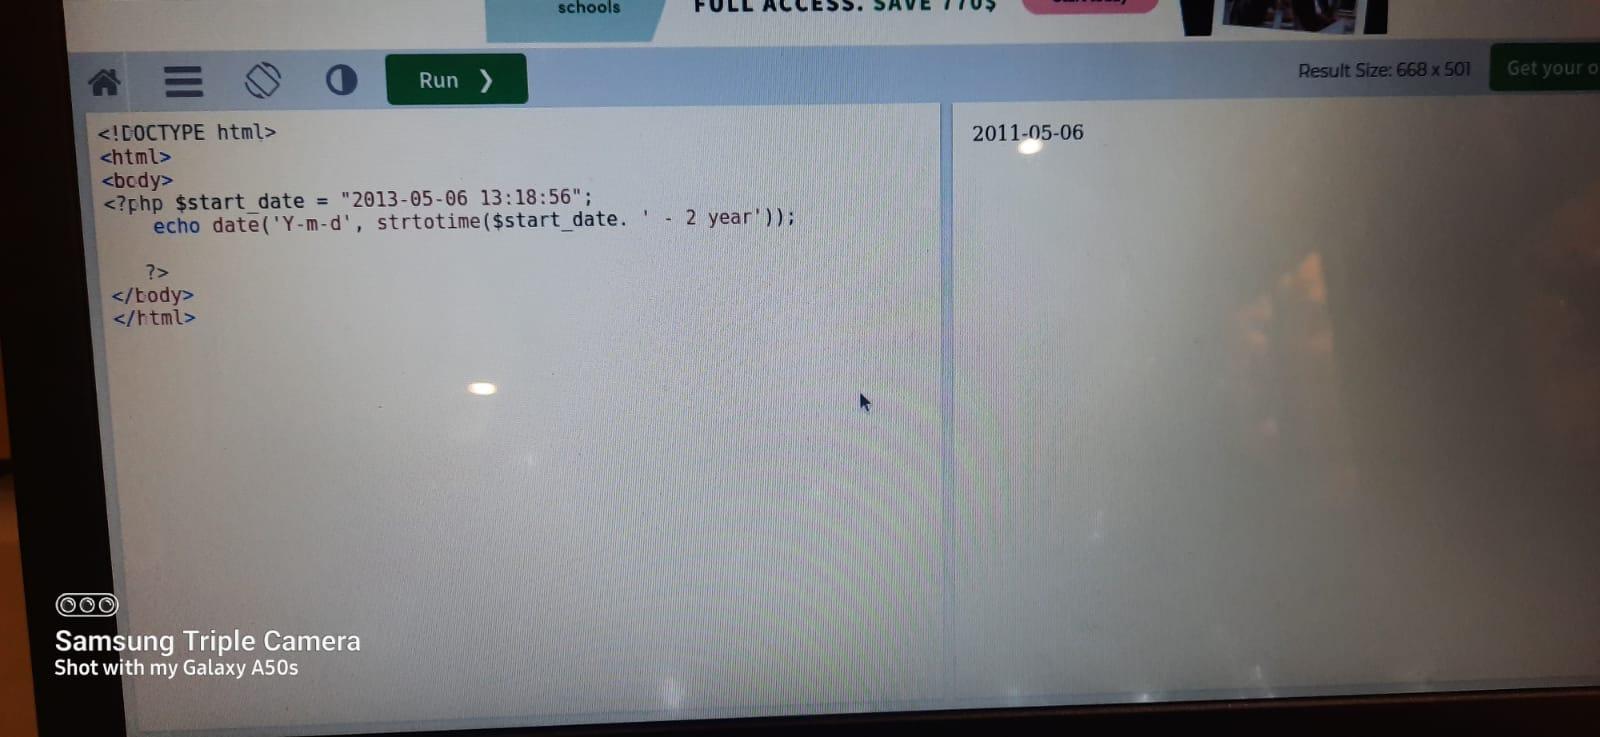 schools
FULL ACCESS. SAVE 770$
Run ❯
Result Size: 668 x 501
Get your o
<!DOCTYPE html>
<html>
<body>
<?php $start_date = "2013-05-06 13:18:56";
echo date('Y-m-d', strtotime($start_date. ' - 2 year'));
?>
</body>
</html>
2011-05-06
Samsung Triple Camera
Shot with my Galaxy A50s